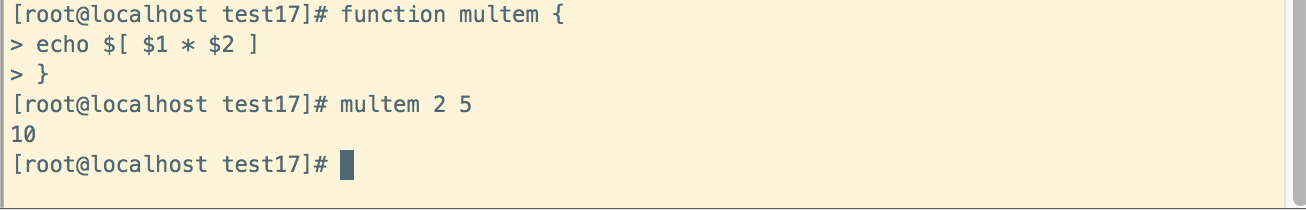 [root@localhost test17]# function multem {
> echo $[ $1 * $2 ]
> }
[root@localhost test17]# multem 2 5
10
[root@localhost test17]#